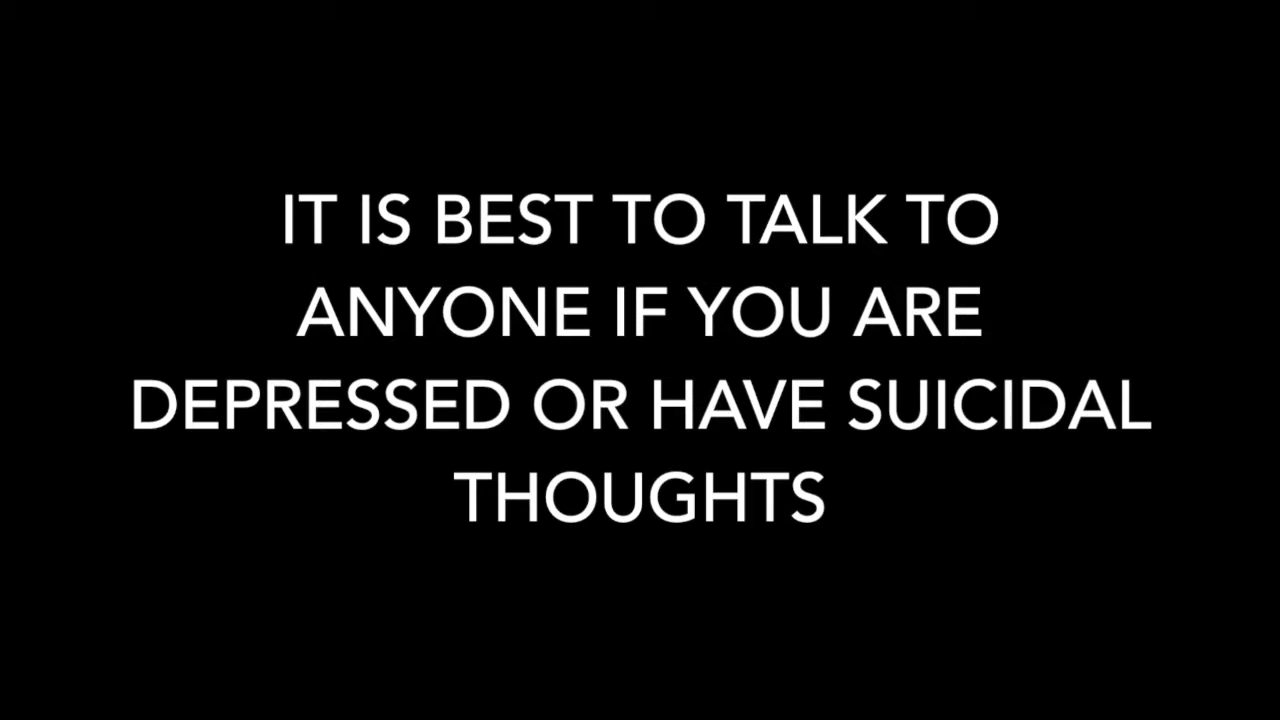 IT IS BEST TO TALK TO
ANYONE IF YOU ARE
DEPRESSED OR HAVE SUICIDAL
THOUGHTS